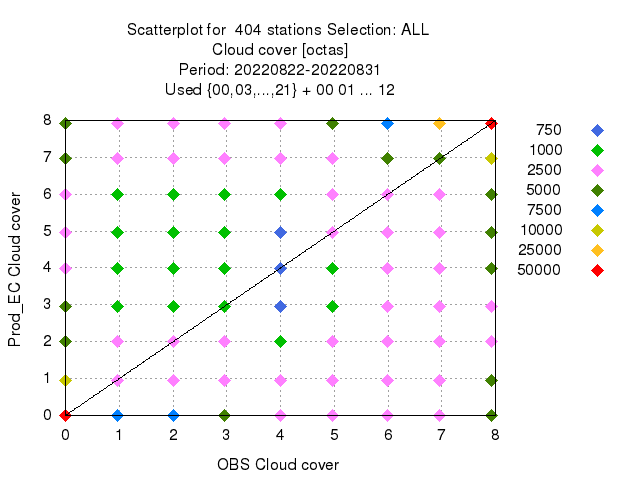 Scatterplot for 404 stations Selection: ALL
Cloud cover [octas]
Period: 20220822-20220831
Used {00,03,...,21} + 00 01 ... 12
8
7
6
5
4
3
2
1
0
Prod_EC Cloud cover
0 1 2 3 4 5 6 7 8
OBS Cloud cover
750
1000
2500
5000
7500
10000
25000
50000